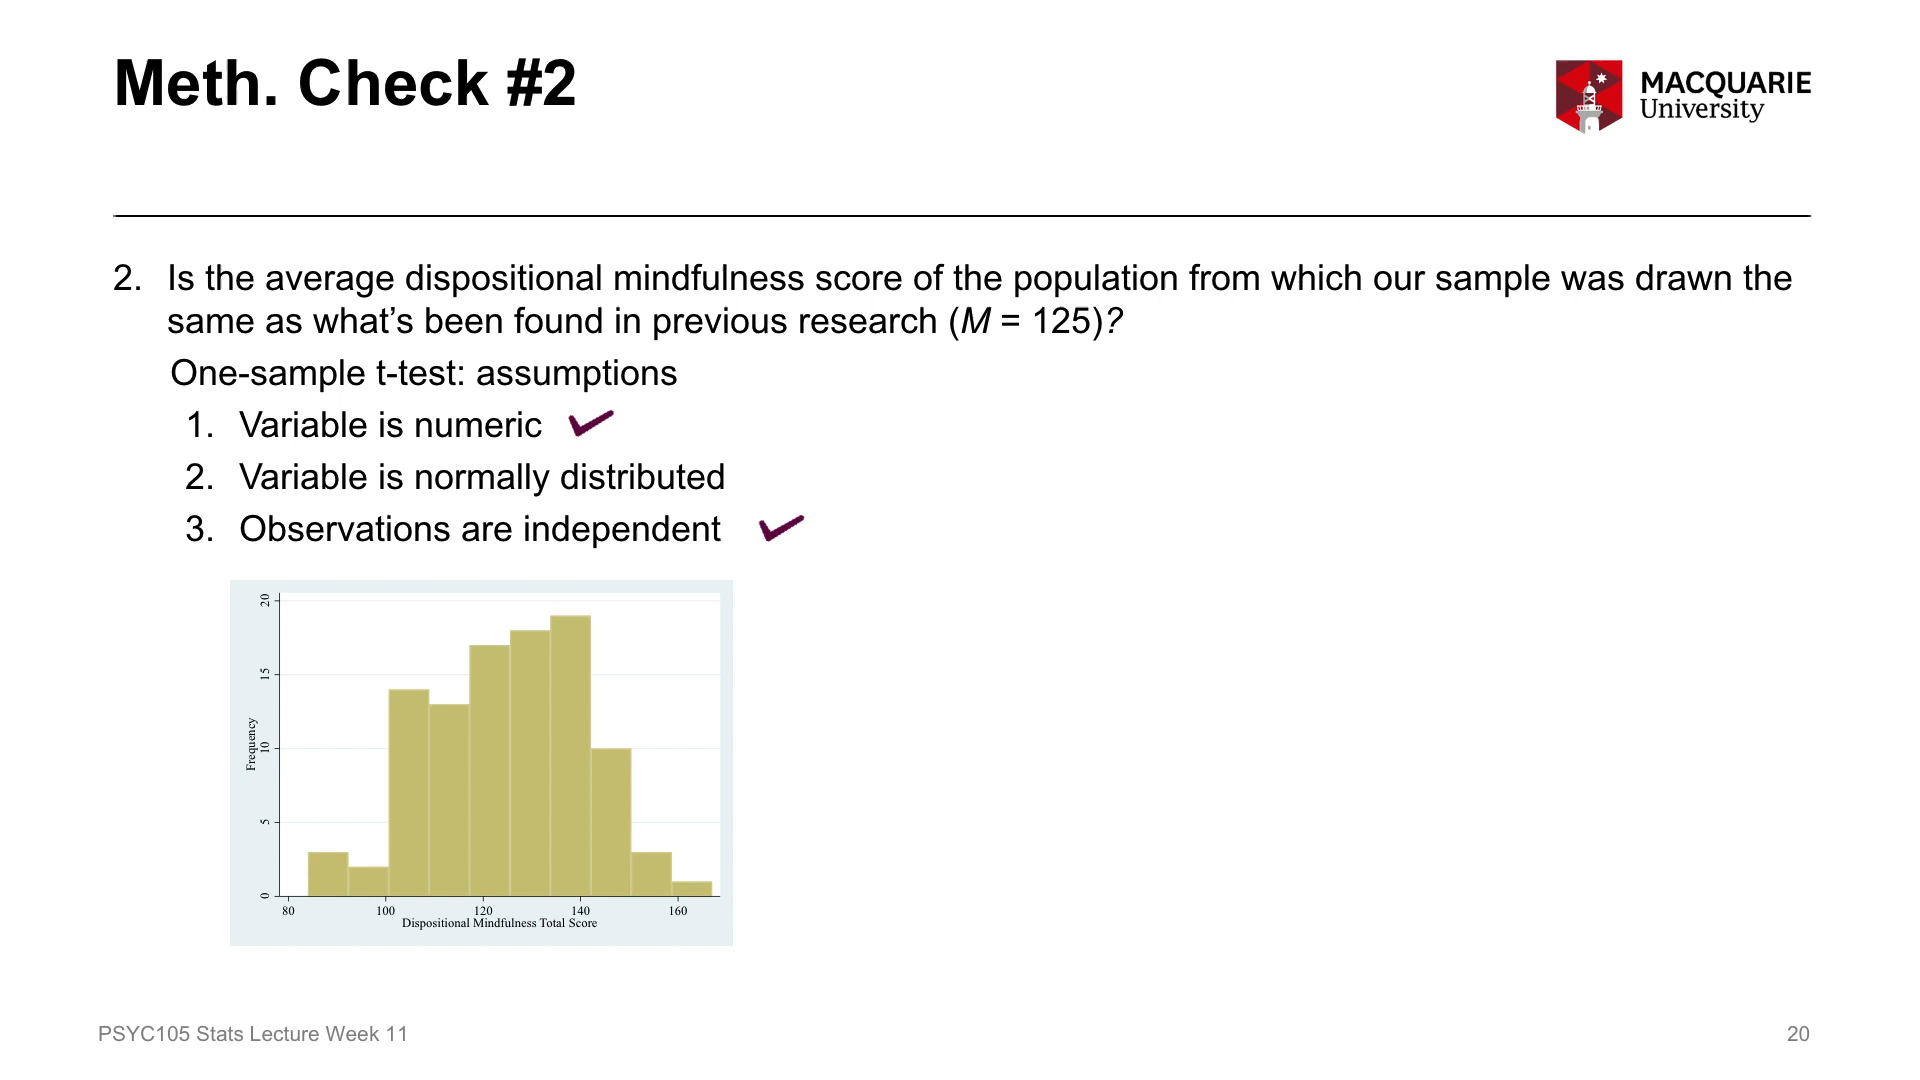 Meth. Check #2
MACQUARIE
University
2. Is the average dispositional mindfulness score of the population from which our sample was drawn the
same as what’s been found in previous research (M = 125)?
One-sample t-test: assumptions
1. Variable is numeric
2. Variable is normally distributed
3. Observations are independent
20
15
10
5
0
Frequency
80 100 120 140 160
Dispositional Mindfulness Total Score
PSYC105 Stats Lecture Week 11
20